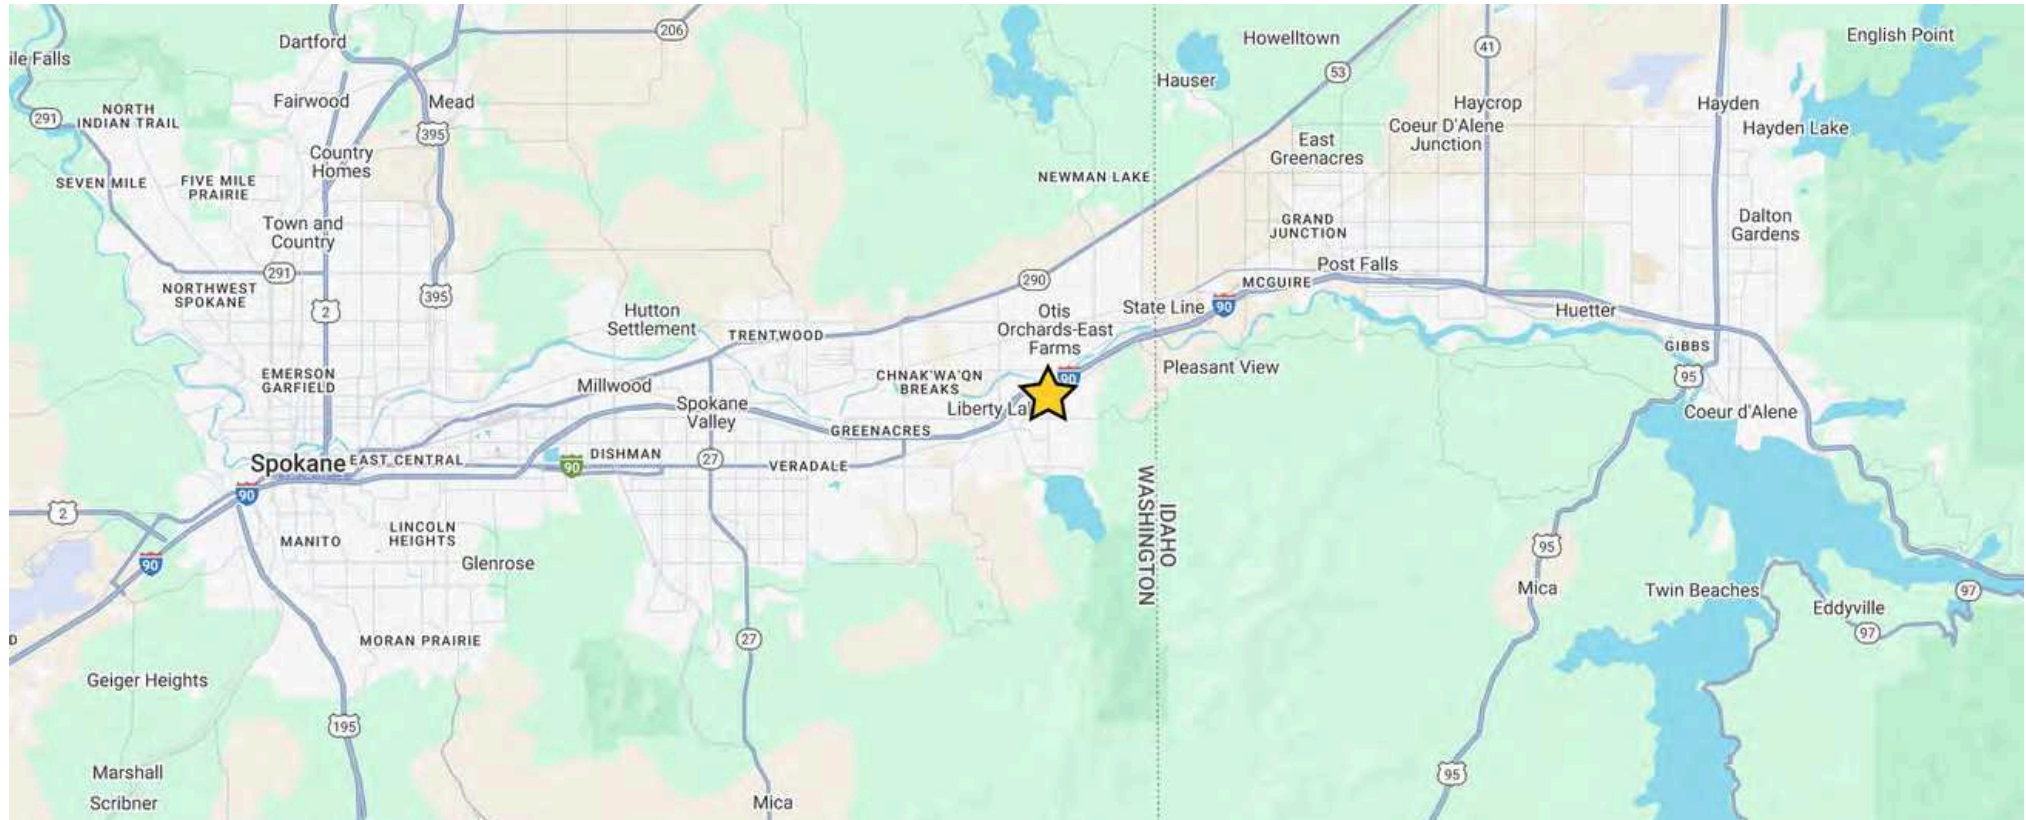 Dartford
206
Howelltown
41
English Point
ile Falls
53
Hauser
Fairwood
Mead
Haycrop
Hayden
NORTH
INDIAN TRAIL
291
395
Coeur D'Alene
Junction
Hayden Lake
East
Greenacres
Country
Homes
SEVEN MILE
FIVE MILE
PRAIRIE
NEWMAN LAKE
Town and
Country
GRAND
JUNCTION
Dalton
Gardens
291
290
Post Falls
MCGUIRE
NORTHWEST
SPOKANE
395
2
Hutton
Settlement
TRENTWOOD
Otis
Orchards-East
Farms
State Line
90
Huetter
GIBBS
EMERSON
GARFIELD
Millwood
CHNAK'WA'QN
BREAKS
90
Pleasant View
95
Spokane
Valley
Liberty La
Coeur d'Alene
GREENACRES
Spokane
EAST CENTRAL
90
DISHMAN
27
VERADALE
90
2
MANITO
LINCOLN
HEIGHTS
Glenrose
IDAHO
WASHINGTON
95
90
Mica
Twin Beaches
97
Eddyville
97
D
MORAN PRAIRIE
27
Geiger Heights
195
Marshall
95
Scribner
Mica